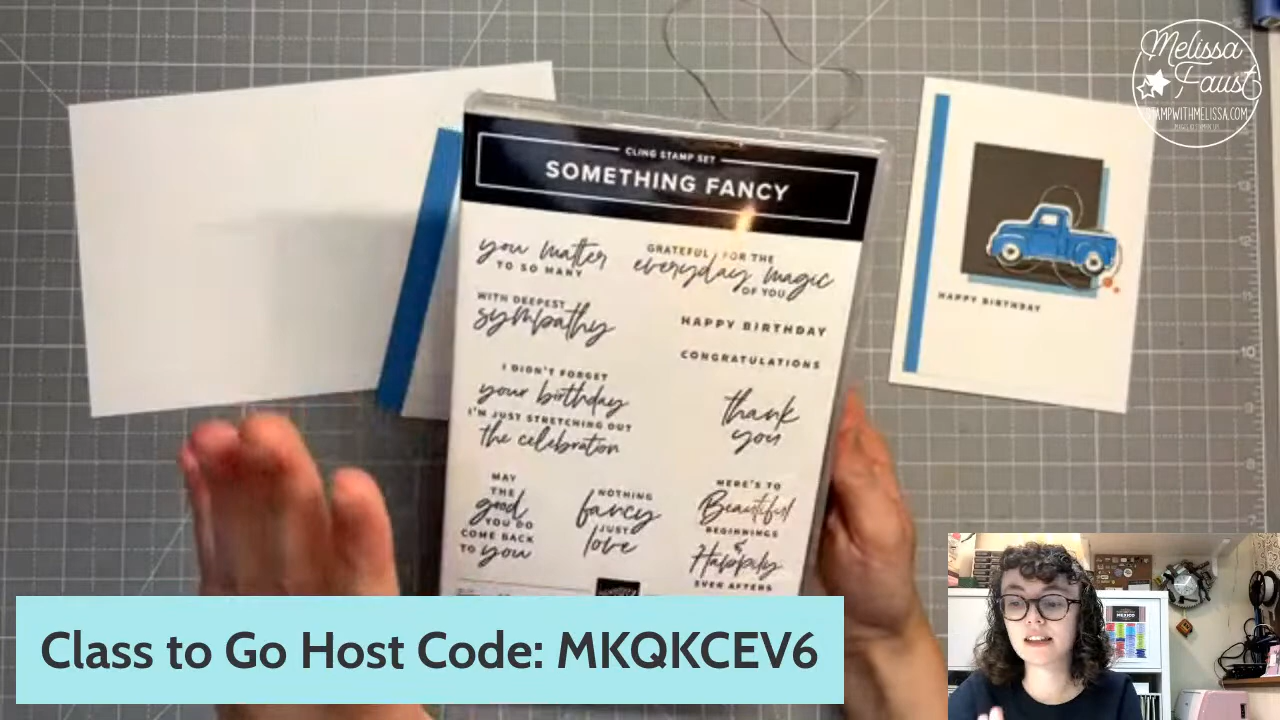 Melissa
Faust
STAMPWITHMELISSA.COM
CLING STAMP SET
SOMETHING FANCY
you matter
TO SO MANY
GRATEFUL FOR THE
everyday magic
OF YOU
WITH DEEPEST
sympathy
HAPPY BIRTHDAY
CONGRATULATIONS
I DIDN'T FORGET
your birthday
I'M JUST STRETCHING OUT
the celebration
thank
you
MAY
THE
good
YOU DO
COME BACK
TO you
NOTHING
fancy
JUST
love
HERE'S TO
Beautiful
BEGINNINGS
&
Happily
EVER AFTERS
HAPPY BIRTHDAY
MEXICO
Class to Go Host Code: MKQKCEV6